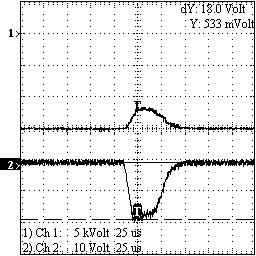 dY: 18.0 Volt
Y: 533 mVolt
1
2
1) Ch 1: 5 kVolt 25 us
2) Ch 2: 10 Volt 25 us